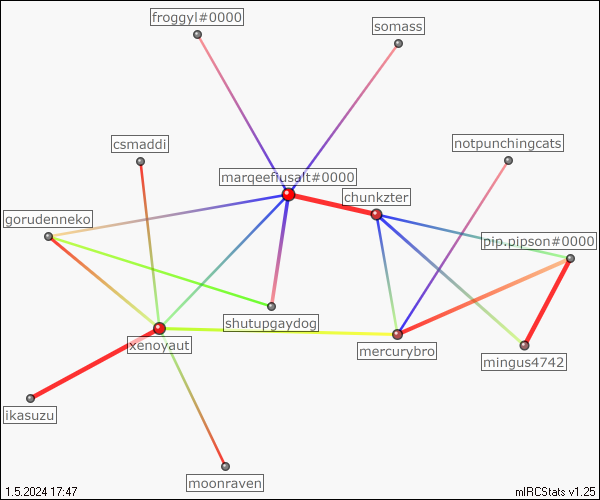 froggyl#0000
somass
csmaddi
notpunchingcats
marqeeflusalt#0000
chunkzter
gorudenneko
pip.pipson#0000
shutupgaydog
xenoyaut
mercurybro
mingus4742
ikasuzu
moonraven
1.5.2024 17:47
mIRCStats v1.25